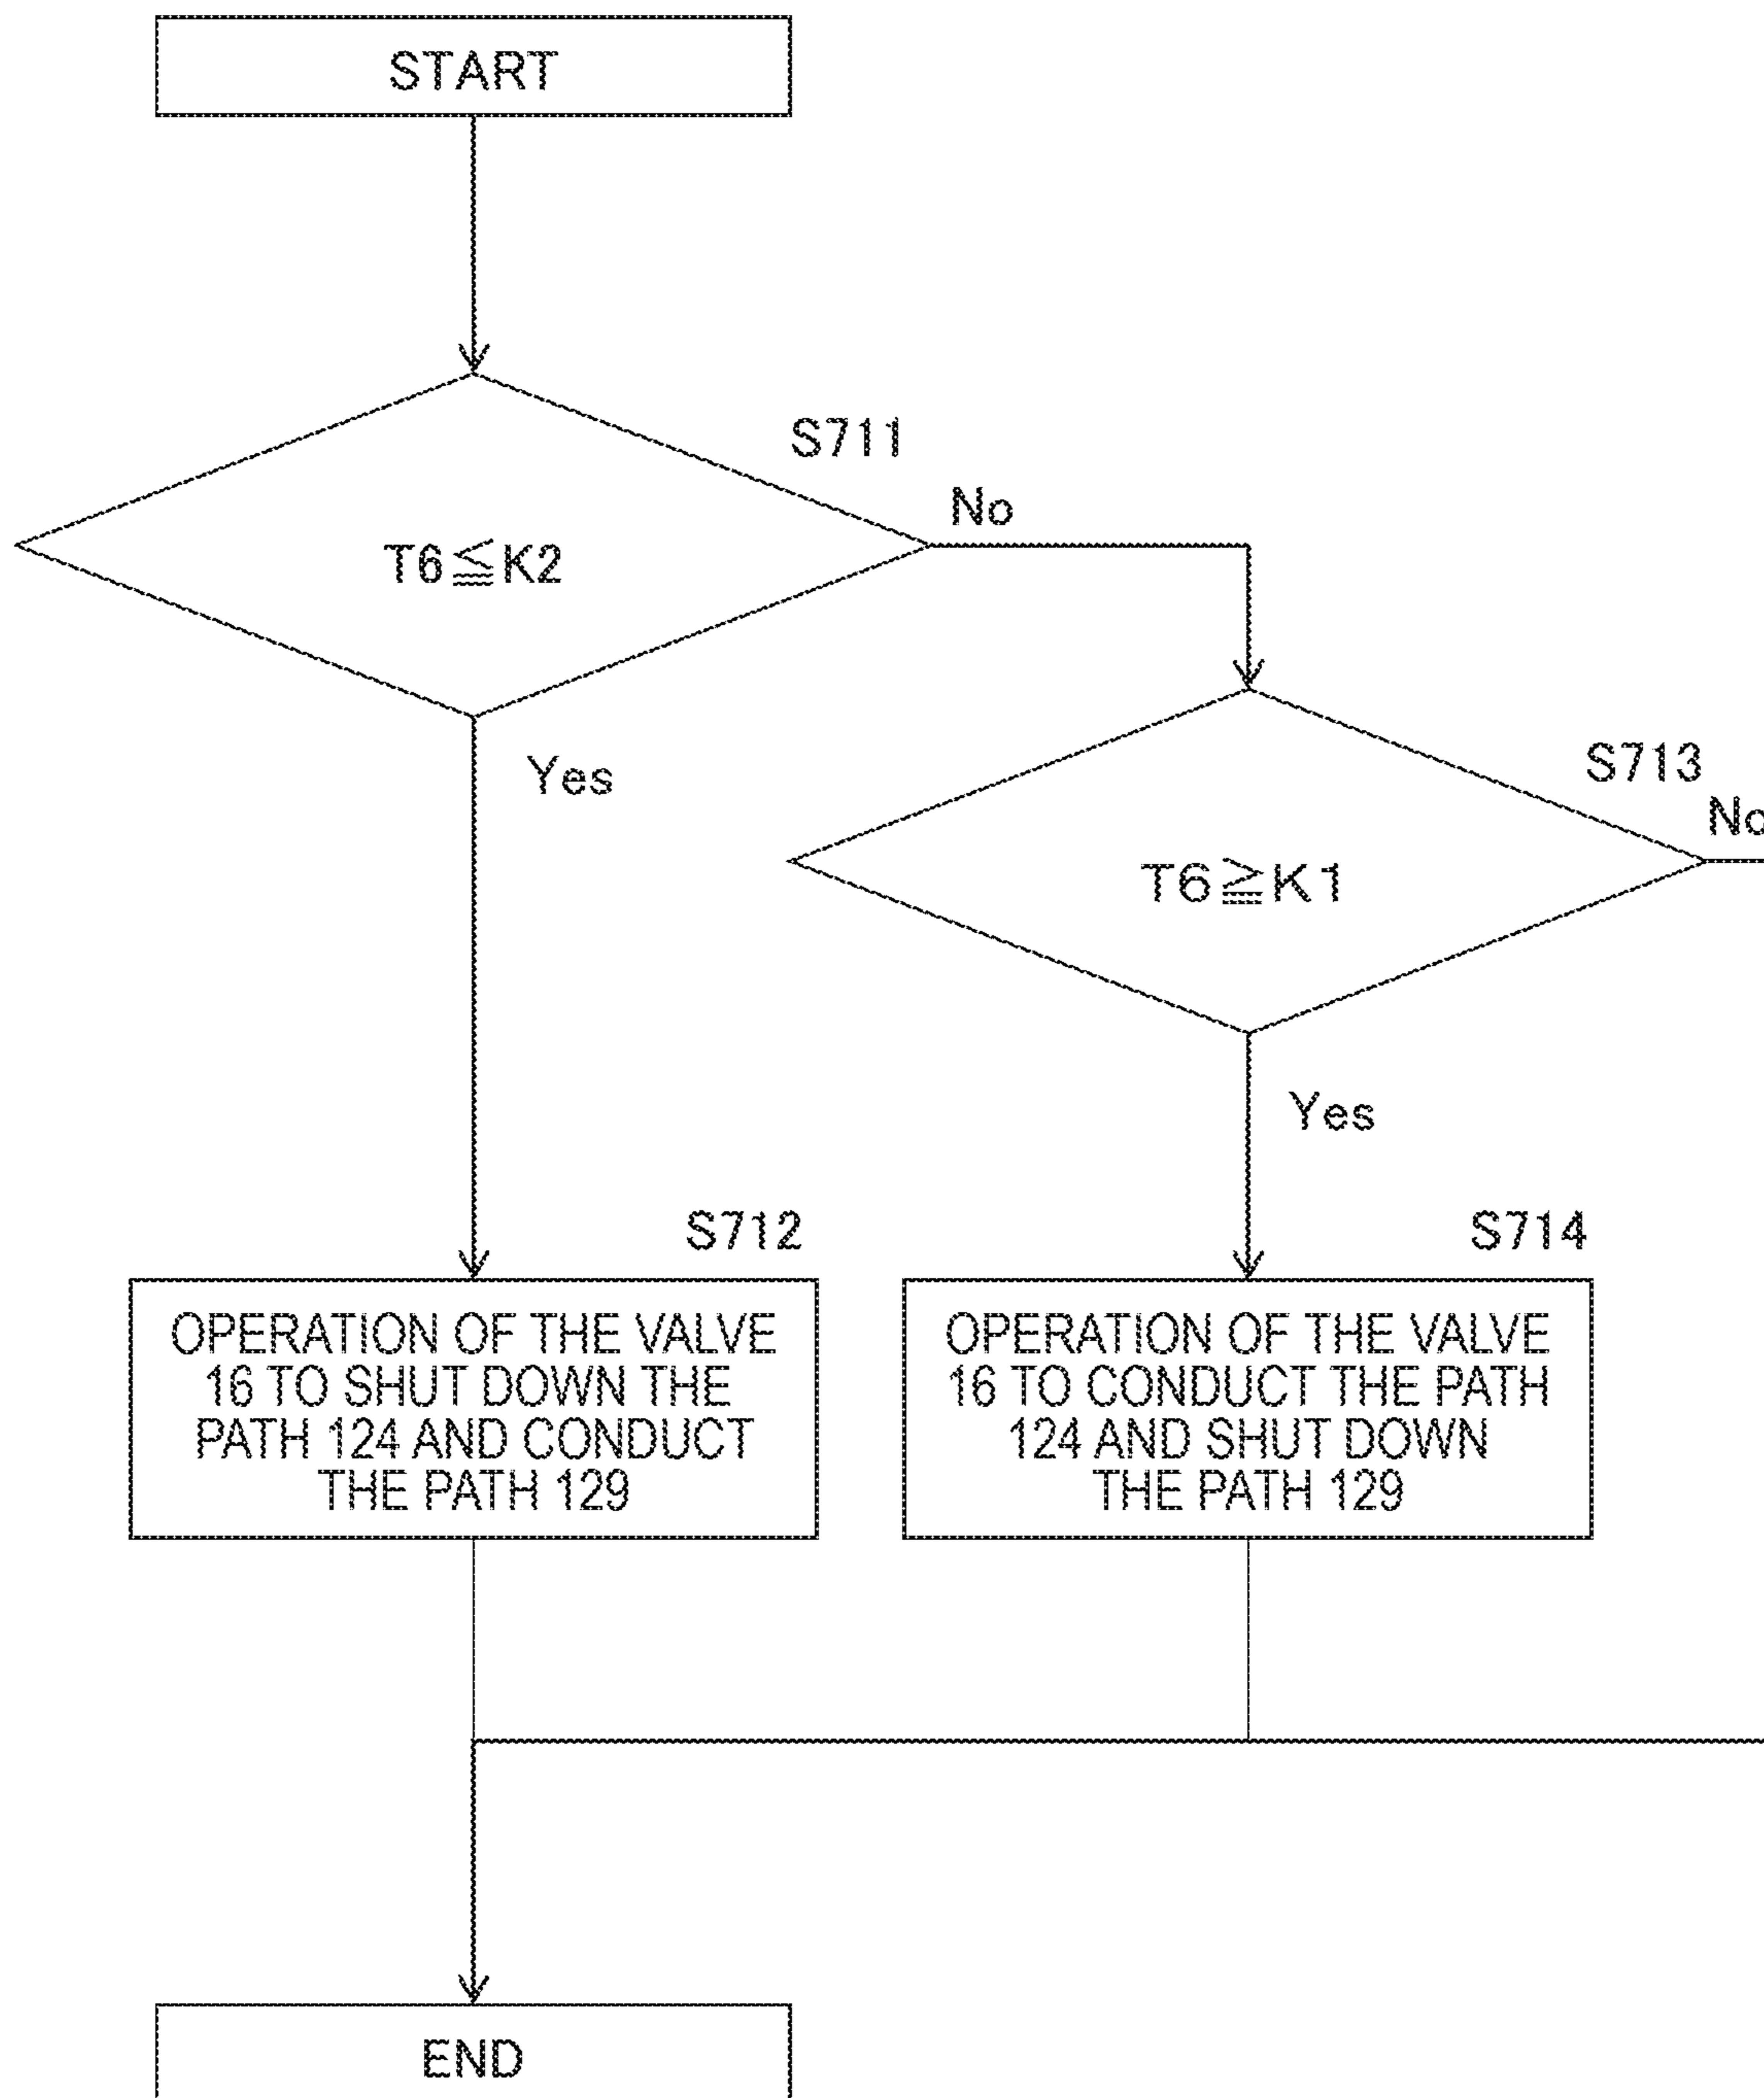 START
S711
No
T6≦K2
Yes
S713
No
T6≧K1
Yes
S712
S714
OPERATION OF THE VALVE
16 TO SHUT DOWN THE
PATH 124 AND CONDUCT
THE PATH 129
OPERATION OF THE VALVE
16 TO CONDUCT THE PATH
124 AND SHUT DOWN
THE PATH 129
END